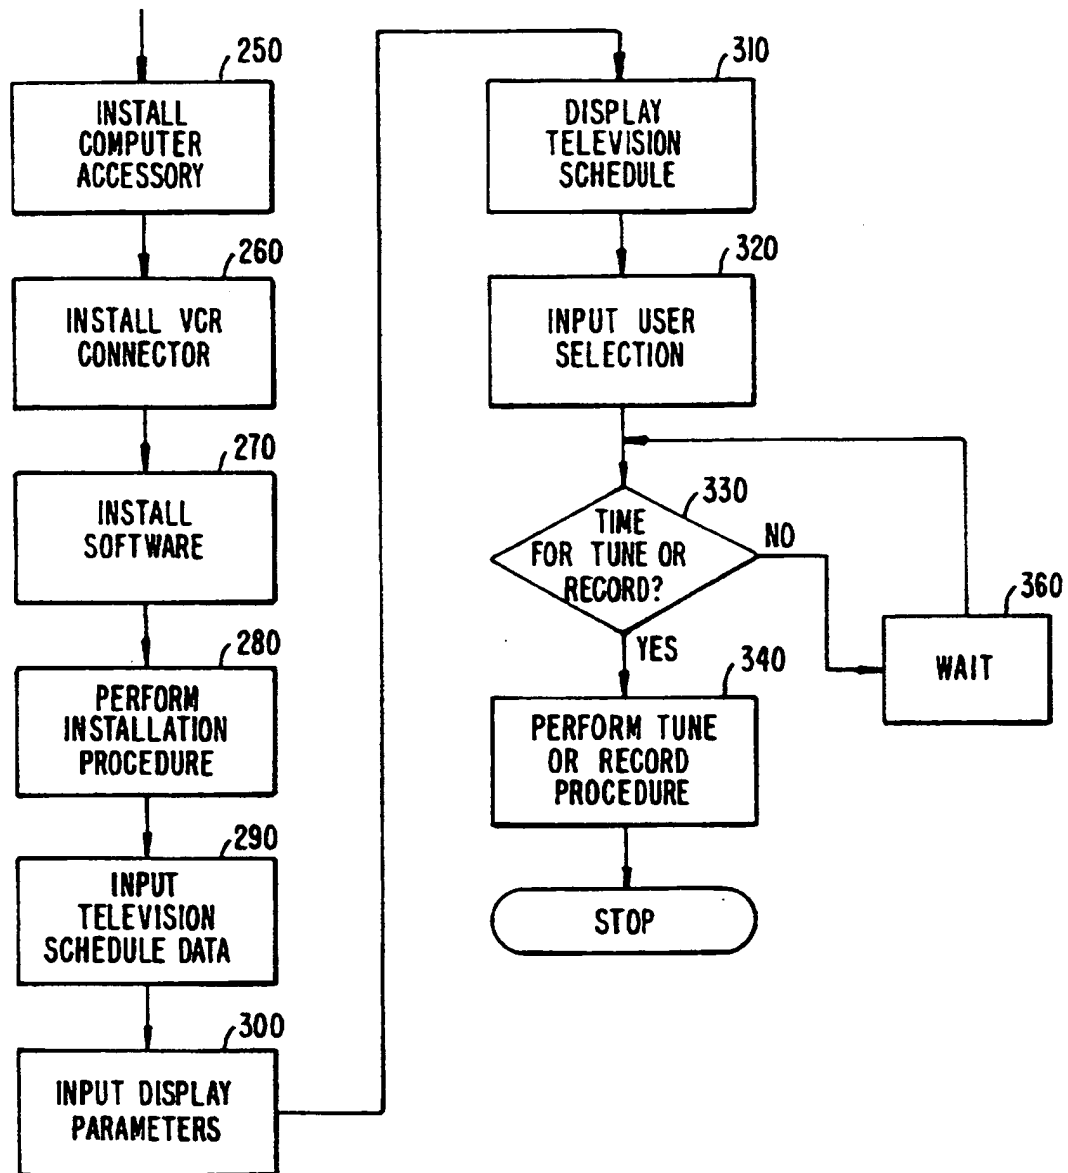 250
INSTALL
COMPUTER
ACCESSORY
260
INSTALL VCR
CONNECTOR
270
INSTALL
SOFTWARE
280
PERFORM
INSTALLATION
PROCEDURE
290
INPUT
TELEVISION
SCHEDULE DATA
300
INPUT DISPLAY
PARAMETERS
310
DISPLAY
TELEVISION
SCHEDULE
320
INPUT USER
SELECTION
330
TIME
FOR TUNE OR
RECORD?
NO
YES
360
WAIT
340
PERFORM TUNE
OR RECORD
PROCEDURE
STOP